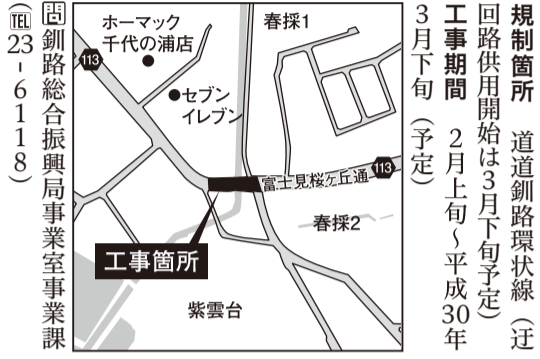 規制箇所　道道釧路環状線（迂
回路供用開始は３月下旬予定）
工事期間　２月上旬～平成30年
３月下旬（予定）
ホーマック
千代の浦店
春採1
113
セブン
イレブン
富士見桜ヶ丘通
113
春採2
工事箇所
紫雲台
問釧路総合振興局事業室事業課
（TEL23-6118）